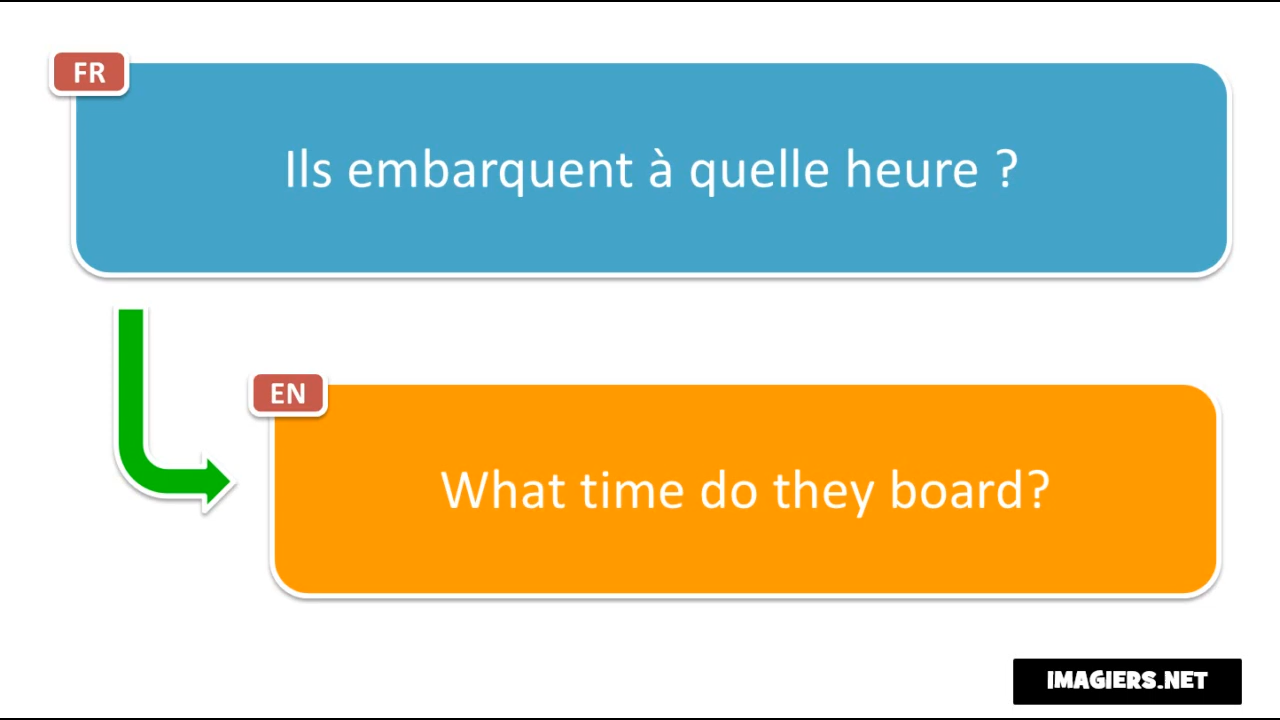 FR
Ils embarquent à quelle heure ?
EN
What time do they board?
IMAGIERS.NET